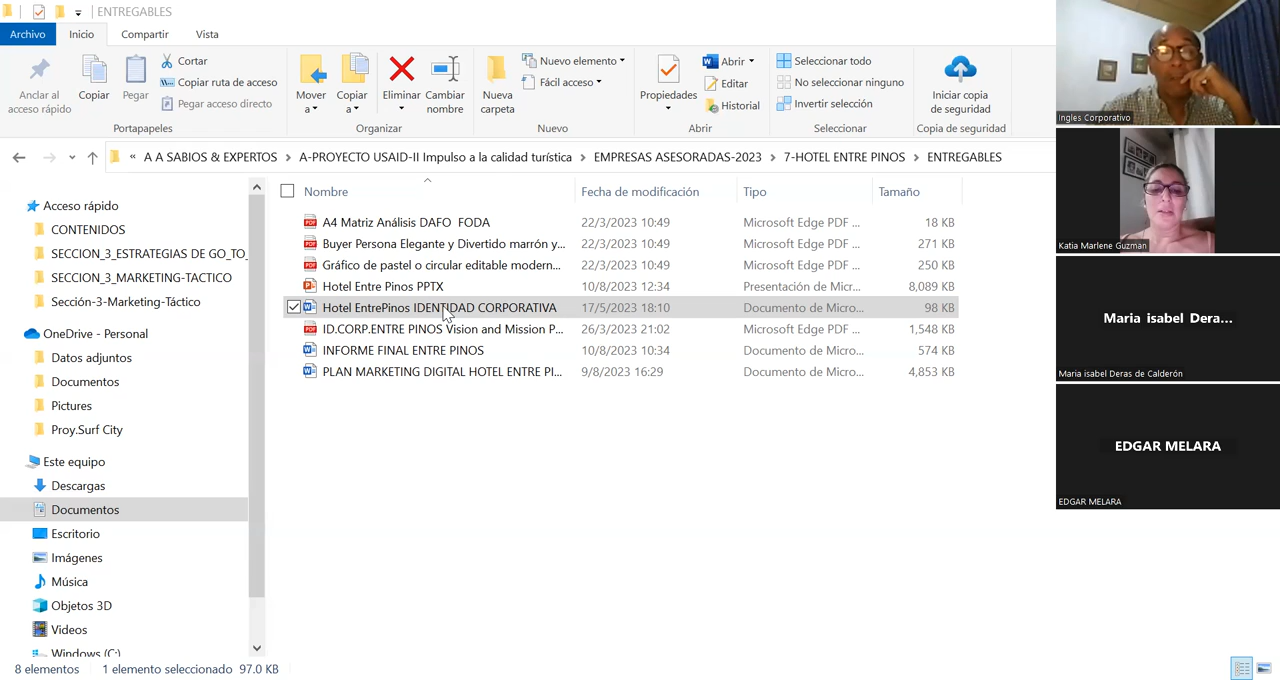 ENTREGABLES
Archivo Inicio Compartir Vista
Anclar al acceso rápido
Copiar
Pegar
Cortar
Copiar ruta de acceso
Pegar acceso directo
Portapapeles
Mover a
Copiar a
Eliminar
Cambiar nombre
Organizar
Nueva carpeta
Nuevo elemento
Fácil acceso
Nuevo
Propiedades
Abrir
Editar
Historial
Abrir
Seleccionar todo
No seleccionar ninguno
Invertir selección
Seleccionar
Iniciar copia de seguridad
Copia de seguridad
« A A SABIOS & EXPERTOS > A-PROYECTO USAID-II Impulso a la calidad turística > EMPRESAS ASESORADAS-2023 > 7-HOTEL ENTRE PINOS > ENTREGABLES
Acceso rápido
CONTENIDOS
SECCION_3_ESTRATEGIAS DE GO_TO_
SECCION_3_MARKETING-TACTICO
Sección-3-Marketing-Táctico
OneDrive - Personal
Datos adjuntos
Documentos
Pictures
Proy.Surf City
Este equipo
Descargas
Documentos
Escritorio
Imágenes
Música
Objetos 3D
Videos
Windows (C:)
Nombre Fecha de modificación Tipo Tamaño
A4 Matriz Análisis DAFO FODA 22/3/2023 10:49 Microsoft Edge PDF ... 18 KB
Buyer Persona Elegante y Divertido marrón y... 22/3/2023 10:49 Microsoft Edge PDF ... 271 KB
Gráfico de pastel o circular editable modern... 22/3/2023 10:49 Microsoft Edge PDF ... 250 KB
Hotel Entre Pinos PPTX 10/8/2023 12:34 Presentación de Micr... 8,089 KB
Hotel EntrePinos IDENTIDAD CORPORATIVA 17/5/2023 18:10 Documento de Micro... 98 KB
ID.CORP.ENTRE PINOS Vision and Mission P... 26/3/2023 21:02 Microsoft Edge PDF ... 1,548 KB
INFORME FINAL ENTRE PINOS 10/8/2023 10:34 Documento de Micro... 574 KB
PLAN MARKETING DIGITAL HOTEL ENTRE PI... 9/8/2023 16:29 Documento de Micro... 4,853 KB
8 elementos 1 elemento seleccionado 97.0 KB
Ingles Corporativo
Katia Marlene Guzman
Maria isabel Dera...
Maria isabel Deras de Calderón
EDGAR MELARA
EDGAR MELARA